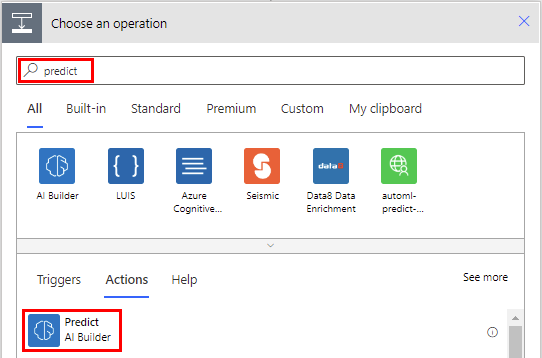 Choose an operation
predict
All Built-in Standard Premium Custom My clipboard
AI Builder LUIS Azure Cognitive... Seismic Data8 Data Enrichment automl-predict-...
Triggers Actions Help See more
Predict
AI Builder